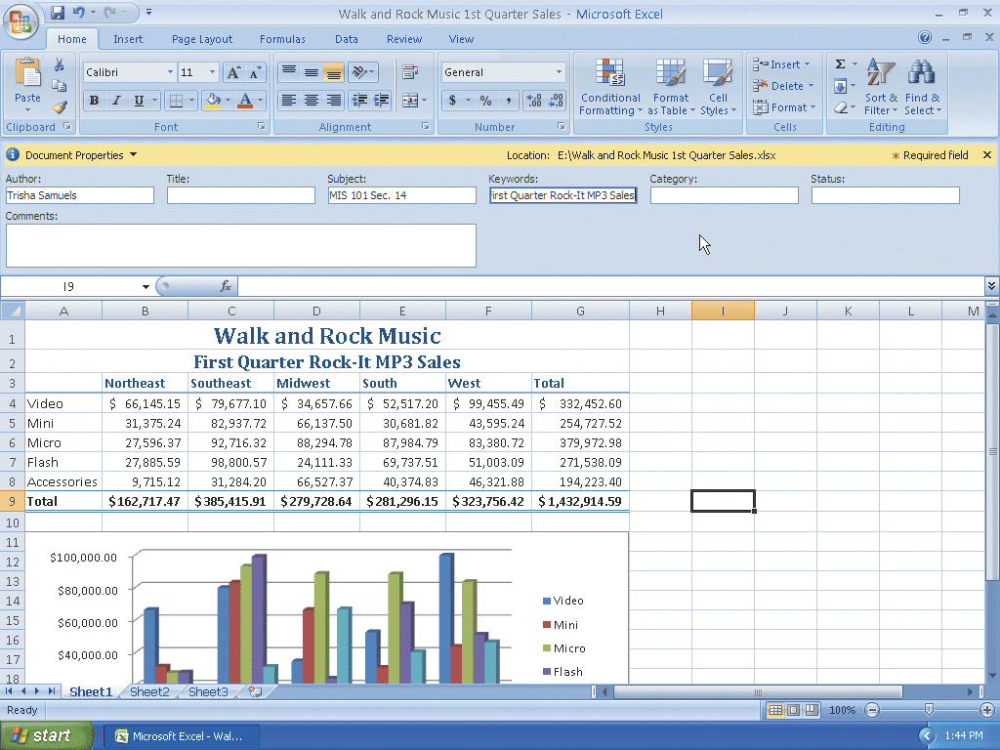 Walk and Rock Music 1st Quarter Sales - Microsoft Excel
Home Insert Page Layout Formulas Data Review View
Paste
Calibri 11
General
B I U
$ % ,
Conditional Formatting
Format as Table
Cell Styles
Insert
Delete
Format
Σ
Sort & Filter
Find & Select
Clipboard Font Alignment Number Styles Cells Editing
Document Properties Location: E:\Walk and Rock Music 1st Quarter Sales.xlsx * Required field
Author: Title: Subject: Keywords: Category: Status:
Trisha Samuels MIS 101 Sec. 14 First Quarter Rock-It MP3 Sales
Comments:
I9 fx
A B C D E F G H I J K L M
1 Walk and Rock Music
2 First Quarter Rock-It MP3 Sales
3 Northeast Southeast Midwest South West Total
4 Video $ 66,145.15 $ 79,677.10 $ 34,657.66 $ 52,517.20 $ 99,455.49 $ 332,452.60
5 Mini 31,375.24 82,937.72 66,137.50 30,681.82 43,595.24 254,727.52
6 Micro 27,596.37 92,716.32 88,294.78 87,984.79 83,380.72 379,972.98
7 Flash 27,885.59 98,800.57 24,111.33 69,737.51 51,003.09 271,538.09
8 Accessories 9,715.12 31,284.20 66,527.37 40,374.83 46,321.88 194,223.40
9 Total $162,717.47 $385,415.91 $279,728.64 $281,296.15 $323,756.42 $1,432,914.59
10
11
12 $100,000.00
13
14 $80,000.00 Video
15 $60,000.00 Mini
16 Micro
17 $40,000.00
18 Flash
Sheet1 Sheet2 Sheet3
Ready 100%
start Microsoft Excel - Wal... 1:44 PM